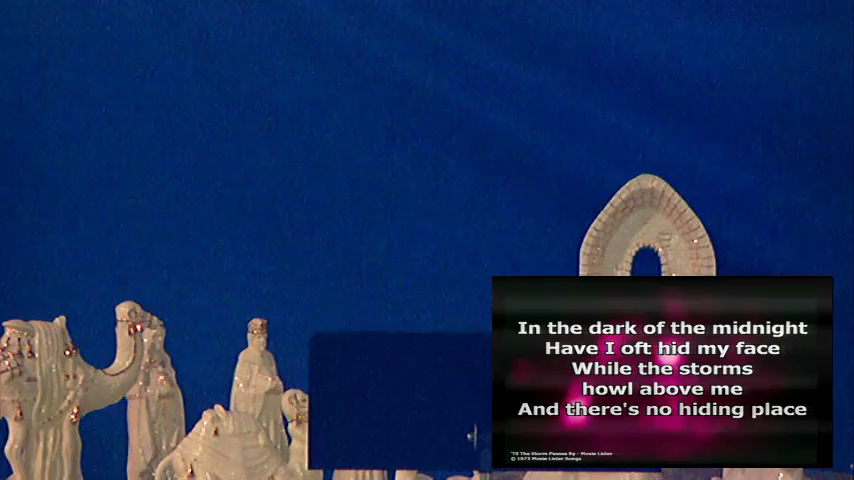 In the dark of the midnight
Have I oft hid my face
While the storms
howl above me
And there's no hiding place
'Til The Storm Passes By - Mosie Lister
© 1973 Mosie Lister Songs